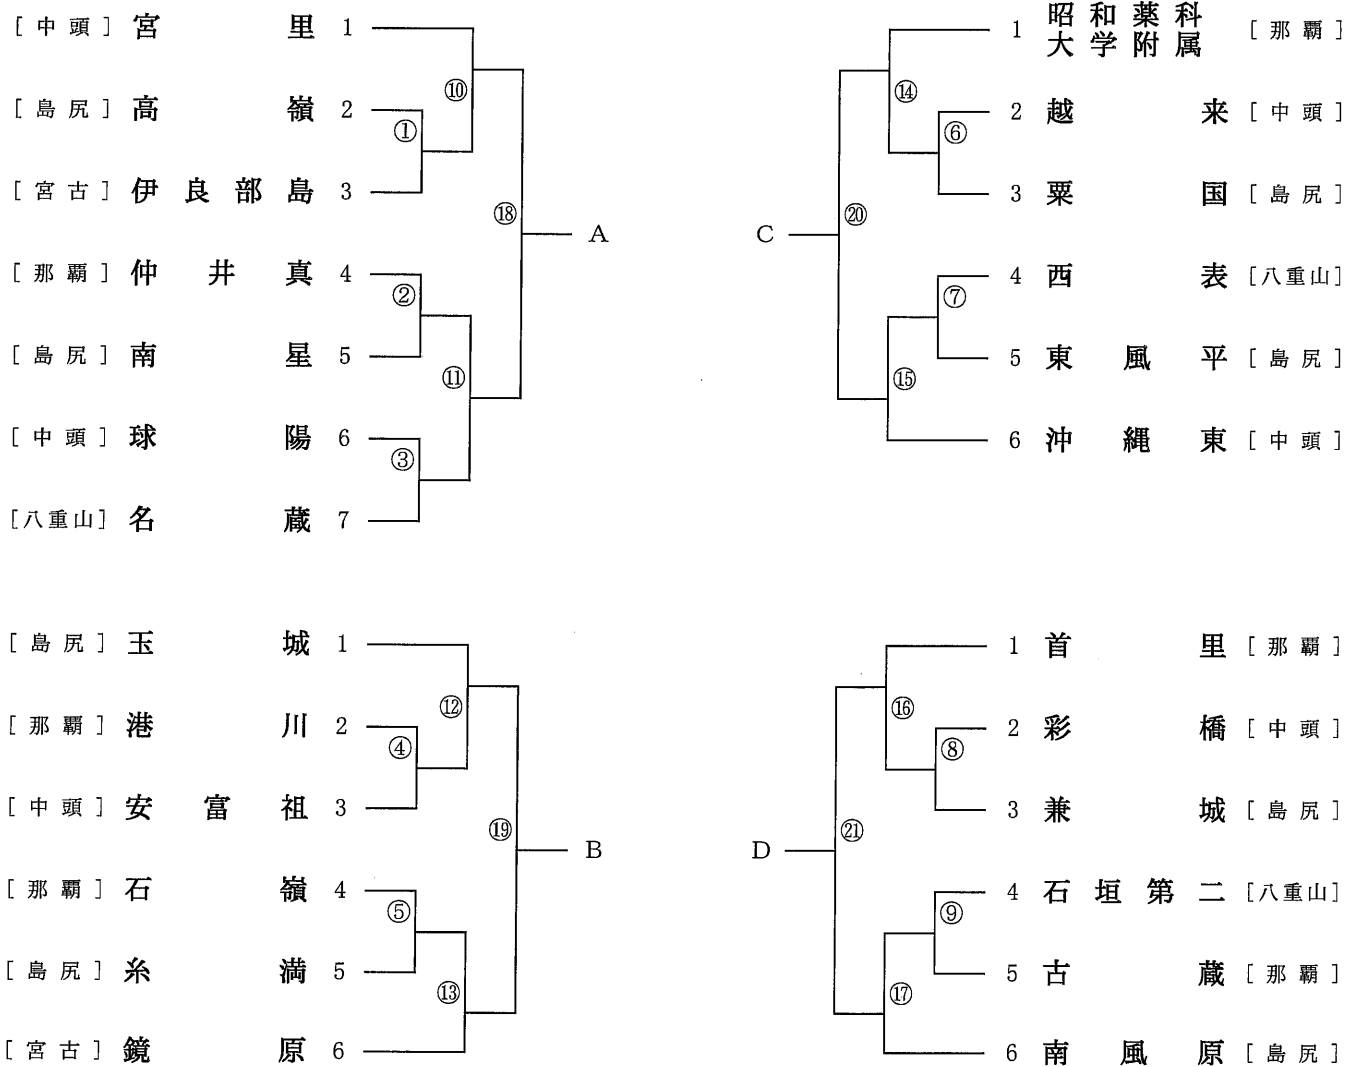 [中頭] 宮里 1
⑩
[島尻] 高嶺 2
①
[宮古] 伊良部島 3
⑱
A
[那覇] 仲井真 4
②
[島尻] 南星 5
⑪
[中頭] 球陽 6
③
[八重山] 名蔵 7
1 昭和薬科大学附属 [那覇]
⑭
2 越来 [中頭]
⑥
3 粟国 [島尻]
⑳
C
4 西表 [八重山]
⑦
5 東風平 [島尻]
⑮
6 沖縄東 [中頭]
[島尻] 玉城 1
⑫
[那覇] 港川 2
④
[中頭] 安富祖 3
⑲
B
[那覇] 石嶺 4
⑤
[島尻] 糸満 5
⑬
[宮古] 鏡原 6
1 首里 [那覇]
⑯
2 彩橋 [中頭]
⑧
3 兼城 [島尻]
㉑
D
4 石垣第二 [八重山]
⑨
5 古蔵 [那覇]
⑰
6 南風原 [島尻]